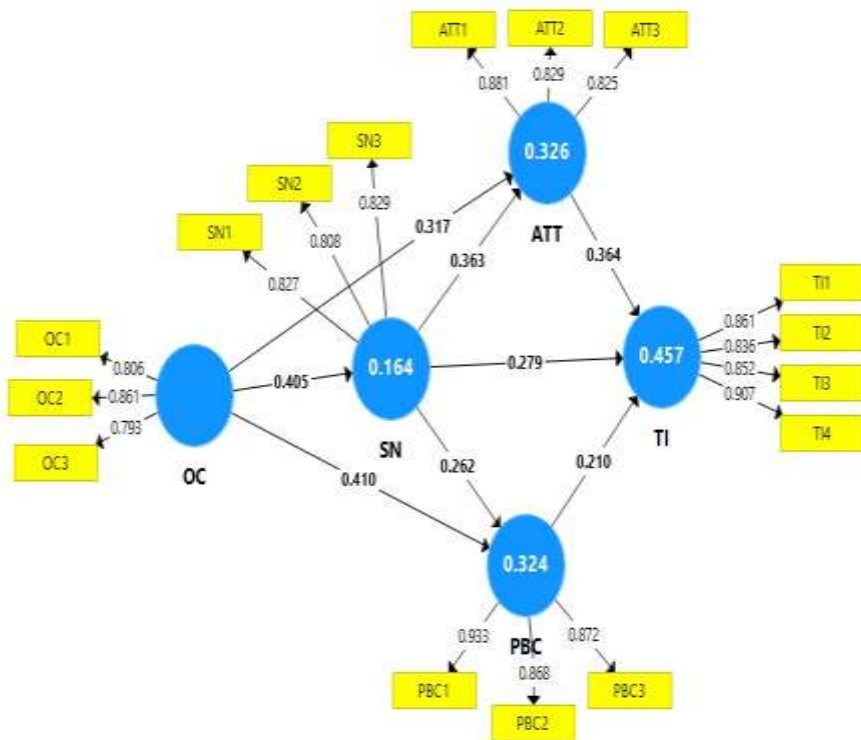 ATT1
ATT2
ATT3
0.881
0.829
0.825
0.326
ATT
SN3
SN2
SN1
0.829
0.808
0.827
0.317
0.363
0.364
OC1
OC2
OC3
0.806
0.861
0.793
OC
0.405
0.164
SN
0.279
0.457
TI
TI1
TI2
TI3
TI4
0.861
0.836
0.852
0.907
0.410
0.262
0.210
0.324
PBC
0.933
0.868
0.872
PBC1
PBC2
PBC3